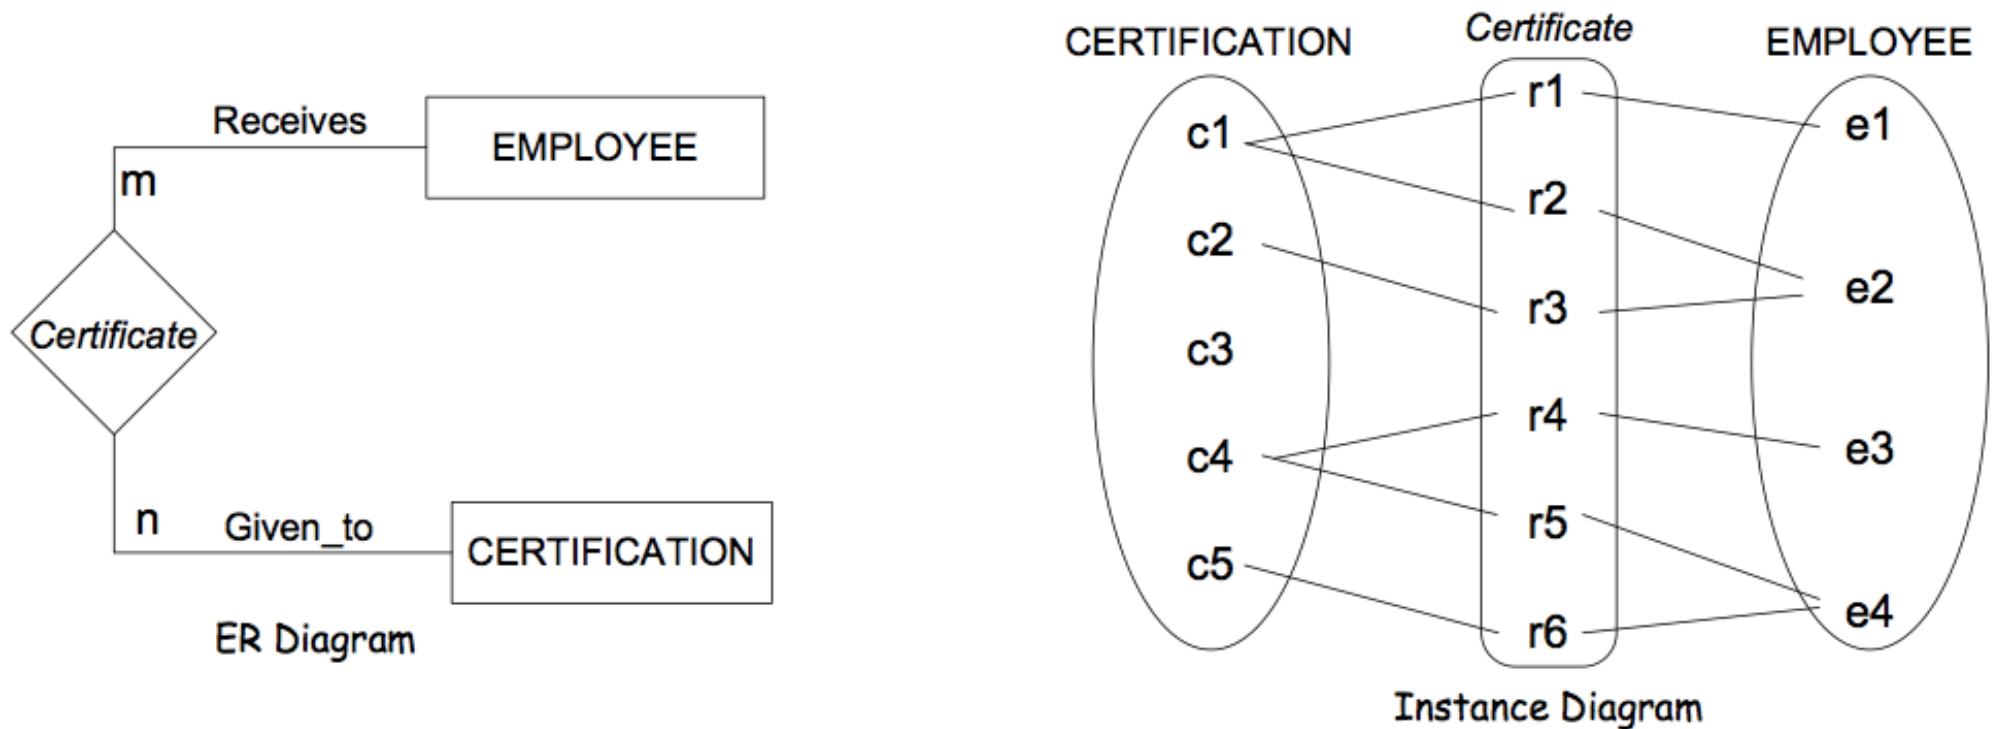 Receives
EMPLOYEE
m
Certificate
n
Given_to
CERTIFICATION
ER Diagram
CERTIFICATION
Certificate
EMPLOYEE
c1
c2
c3
c4
c5
r1
r2
r3
r4
r5
r6
e1
e2
e3
e4
Instance Diagram